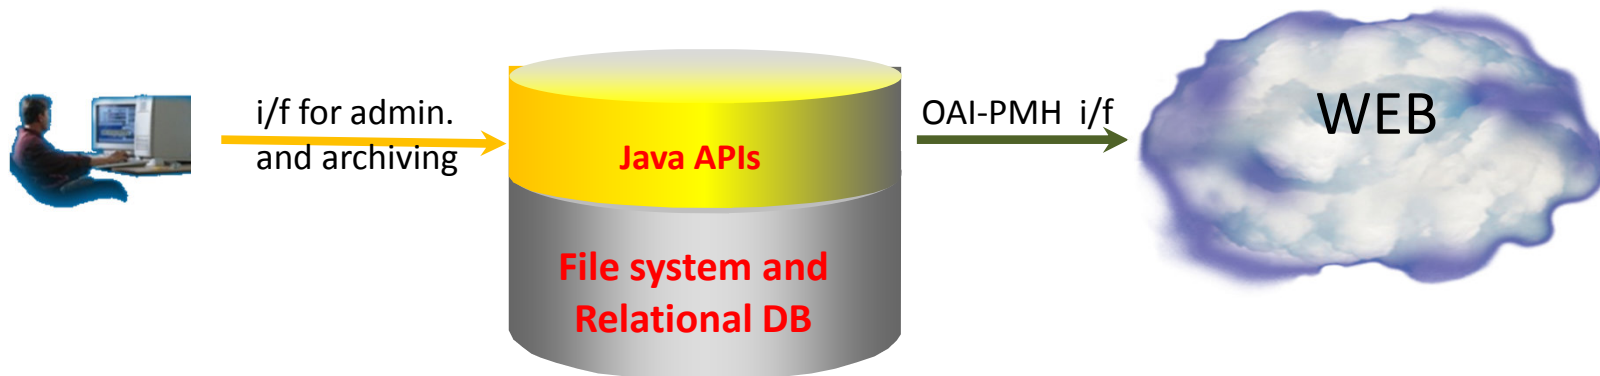 i/f for admin.
and archiving
Java APIs
File system and
Relational DB
OAI-PMH i/f
WEB